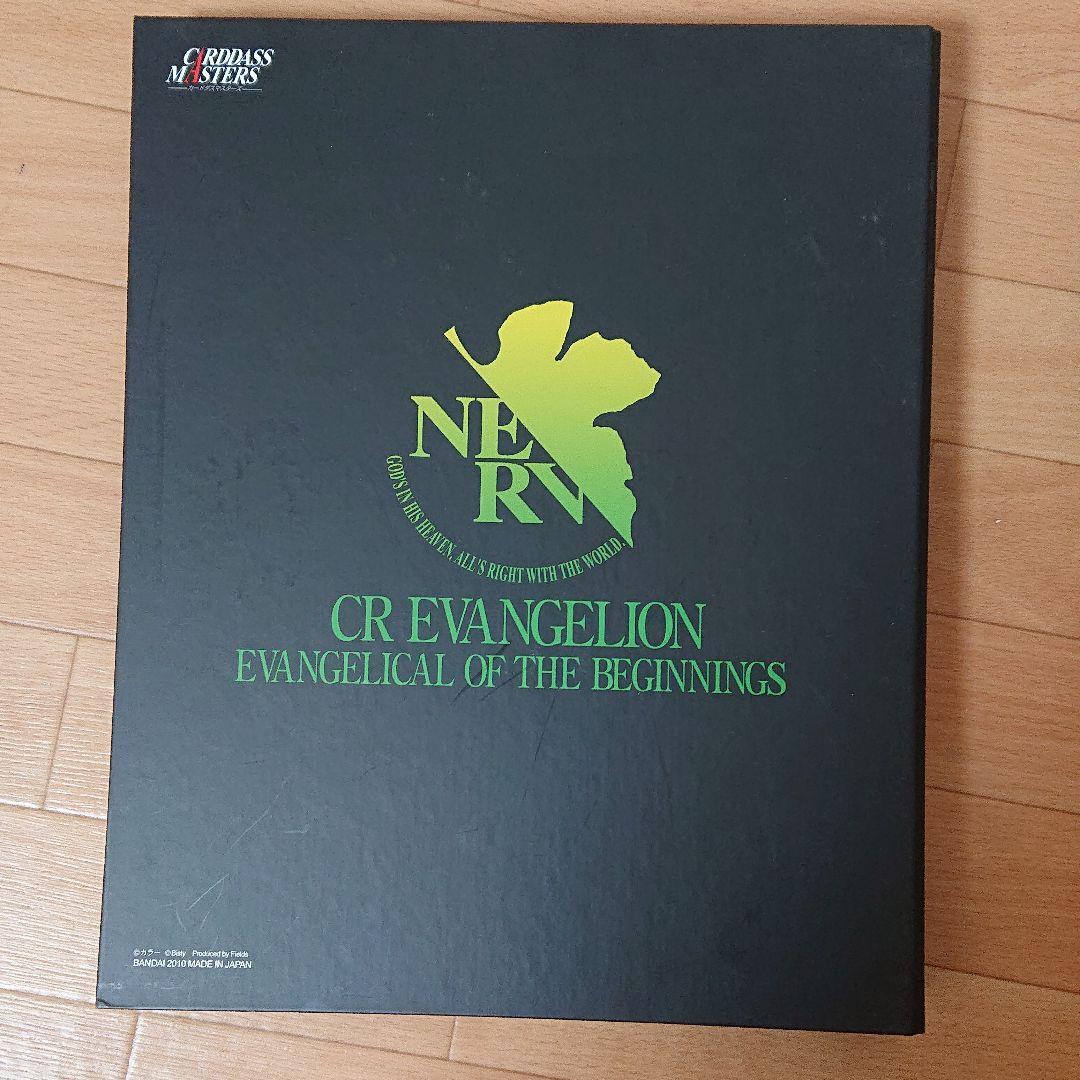 CARDDASS
MASTERS
カードダスマスターズ
NERV
GOD'S IN HIS HEAVEN, ALL'S RIGHT WITH THE WORLD.
CR EVANGELION
EVANGELICAL OF THE BEGINNINGS
©カラー ©Bisty Produced by Fields
BANDAI 2010 MADE IN JAPAN